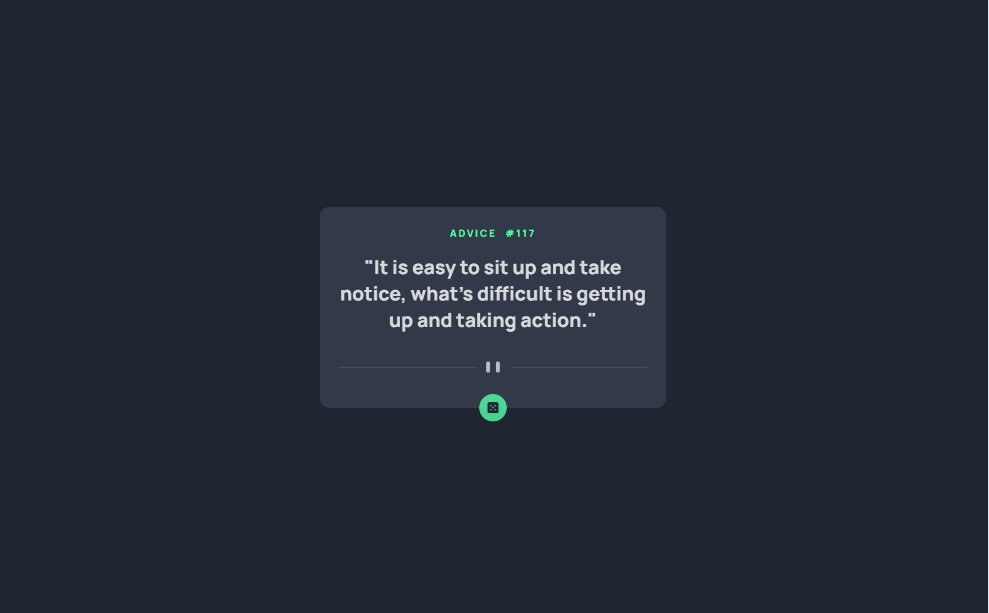 ADVICE #117
"It is easy to sit up and take
notice, what's difficult is getting
up and taking action."